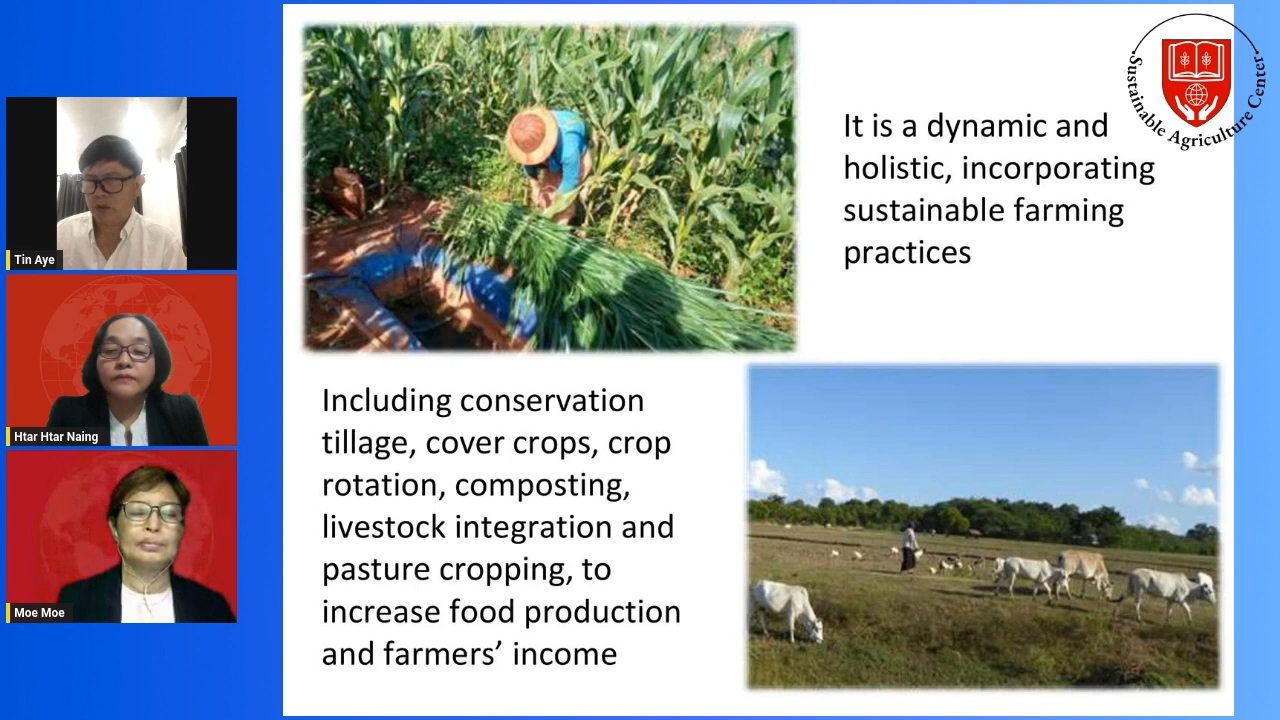 Sustainable Agriculture Center
It is a dynamic and
holistic, incorporating
sustainable farming
practices
Including conservation
tillage, cover crops, crop
rotation, composting,
livestock integration and
pasture cropping, to
increase food production
and farmers’ income
Tin Aye
Htar Htar Naing
Moe Moe